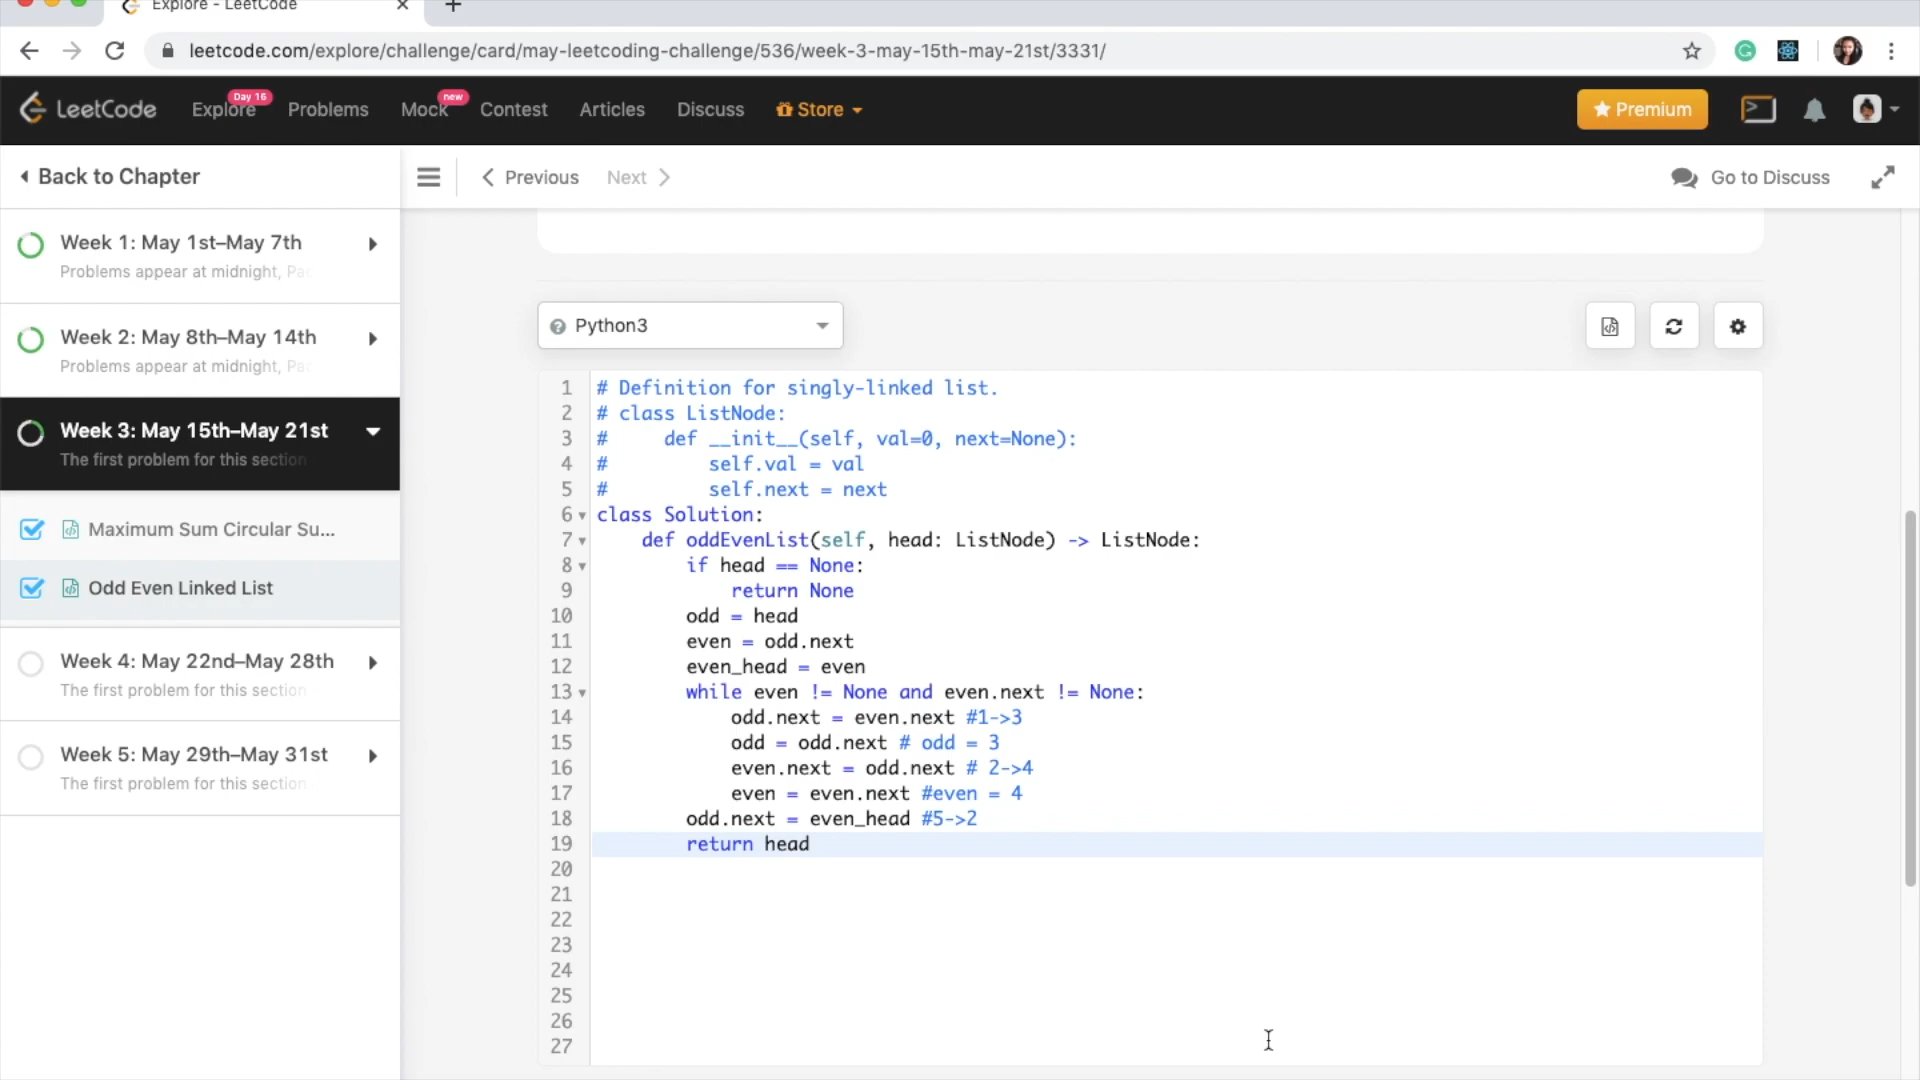 Explore - LeetCode
leetcode.com/explore/challenge/card/may-leetcoding-challenge/536/week-3-may-15th-may-21st/3331/
LeetCode Explore Day 16 Problems Mock new Contest Articles Discuss Store Premium
Back to Chapter
Previous Next Go to Discuss
Week 1: May 1st–May 7th
Problems appear at midnight,
Week 2: May 8th–May 14th
Problems appear at midnight,
Week 3: May 15th–May 21st
The first problem for this section
Maximum Sum Circular Su...
Odd Even Linked List
Week 4: May 22nd–May 28th
The first problem for this section
Week 5: May 29th–May 31st
The first problem for this section
Python3
1 # Definition for singly-linked list.
2 # class ListNode:
3 #     def __init__(self, val=0, next=None):
4 #         self.val = val
5 #         self.next = next
6 class Solution:
7     def oddEvenList(self, head: ListNode) -> ListNode:
8         if head == None:
9             return None
10         odd = head
11         even = odd.next
12         even_head = even
13         while even != None and even.next != None:
14             odd.next = even.next #1->3
15             odd = odd.next # odd = 3
16             even.next = odd.next # 2->4
17             even = even.next #even = 4
18         odd.next = even_head #5->2
19         return head
20
21
22
23
24
25
26
27